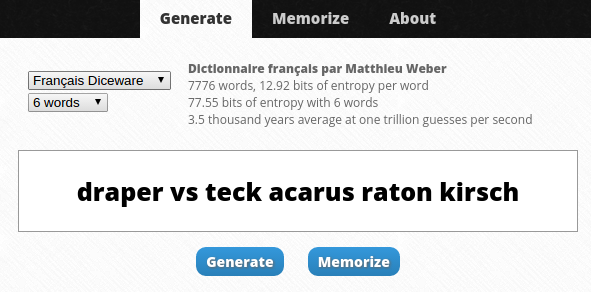 Generate Memorize About
Français Diceware
6 words
Dictionnaire français par Matthieu Weber
7776 words, 12.92 bits of entropy per word
77.55 bits of entropy with 6 words
3.5 thousand years average at one trillion guesses per second
draper vs teck acarus raton kirsch
Generate Memorize